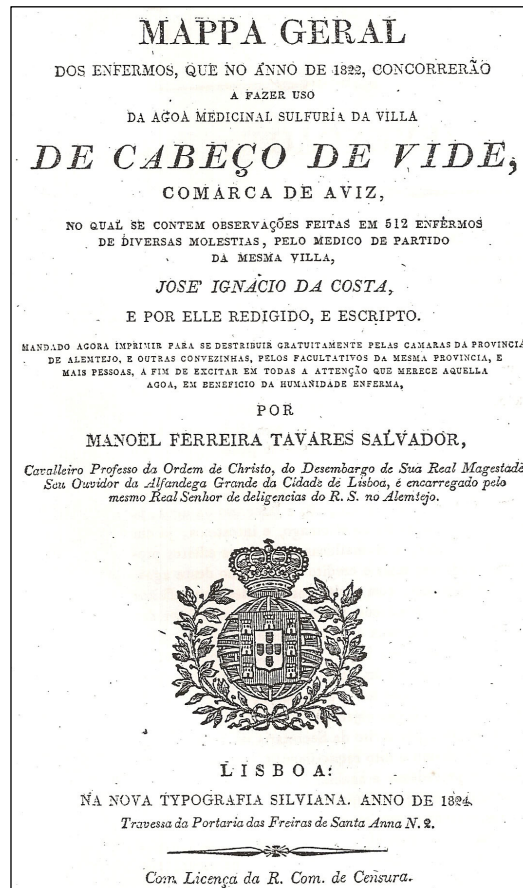 MAPPA GERAL
DOS ENFERMOS, QUE NO ANNO DE 1822, CONCORRERÃO
A FAZER USO
DA AGOA MEDICINAL SULFURIA DA VILLA
DE CABEÇO DE VIDE,
COMARCA DE AVIZ,
NO QUAL SE CONTEM OBSERVAÇÕES FEITAS EM 512 ENFERMOS
DE DIVERSAS MOLESTIAS, PELO MEDICO DE PARTIDO
DA MESMA VILLA,
JOSE' IGNACIO DA COSTA,
E POR ELLE REDIGIDO, E ESCRIPTO.
MANDADO AGORA IMPRIMIR PARA SE DESTRIBUIR GRATUITAMENTE PELAS CAMARAS DA PROVINCIA
DE ALEMTEJO, E OUTRAS CONVEZINHAS, PELOS FACULTATIVOS DA MESMA PROVINCIA, E
MAIS PESSOAS, A FIM DE EXCITAR EM TODAS A ATTENÇÃO QUE MERECE AQUELLA
AGOA, EM BENEFICIO DA HUMANIDADE ENFERMA,
POR
MANOEL FERREIRA TAVARES SALVADOR,
Cavalleiro Professo da Ordem de Christo, do Desembargo de Sua Real Magestade
Seu Ouvidor da Alfandega Grande da Cidade de Lisboa, é encarregado pelo
mesmo Real Senhor de deligencias do R. S. no Alemtejo.
LISBOA:
NA NOVA TYPOGRAFIA SILVIANA. ANNO DE 1824.
Travessa da Portaria das Freiras de Santa Anna N. 2.
Com Licença da R. Com. de Censura.